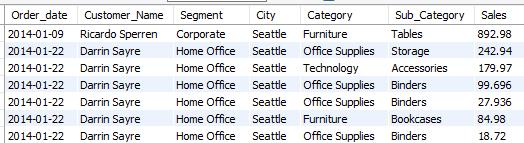 Order_date Customer_Name Segment City Category Sub_Category Sales
2014-01-09 Ricardo Sperren Corporate Seattle Furniture Tables 892.98
2014-01-22 Darrin Sayre Home Office Seattle Office Supplies Storage 242.94
2014-01-22 Darrin Sayre Home Office Seattle Technology Accessories 179.97
2014-01-22 Darrin Sayre Home Office Seattle Office Supplies Binders 99.696
2014-01-22 Darrin Sayre Home Office Seattle Office Supplies Binders 27.936
2014-01-22 Darrin Sayre Home Office Seattle Furniture Bookcases 84.98
2014-01-22 Darrin Sayre Home Office Seattle Office Supplies Binders 18.72